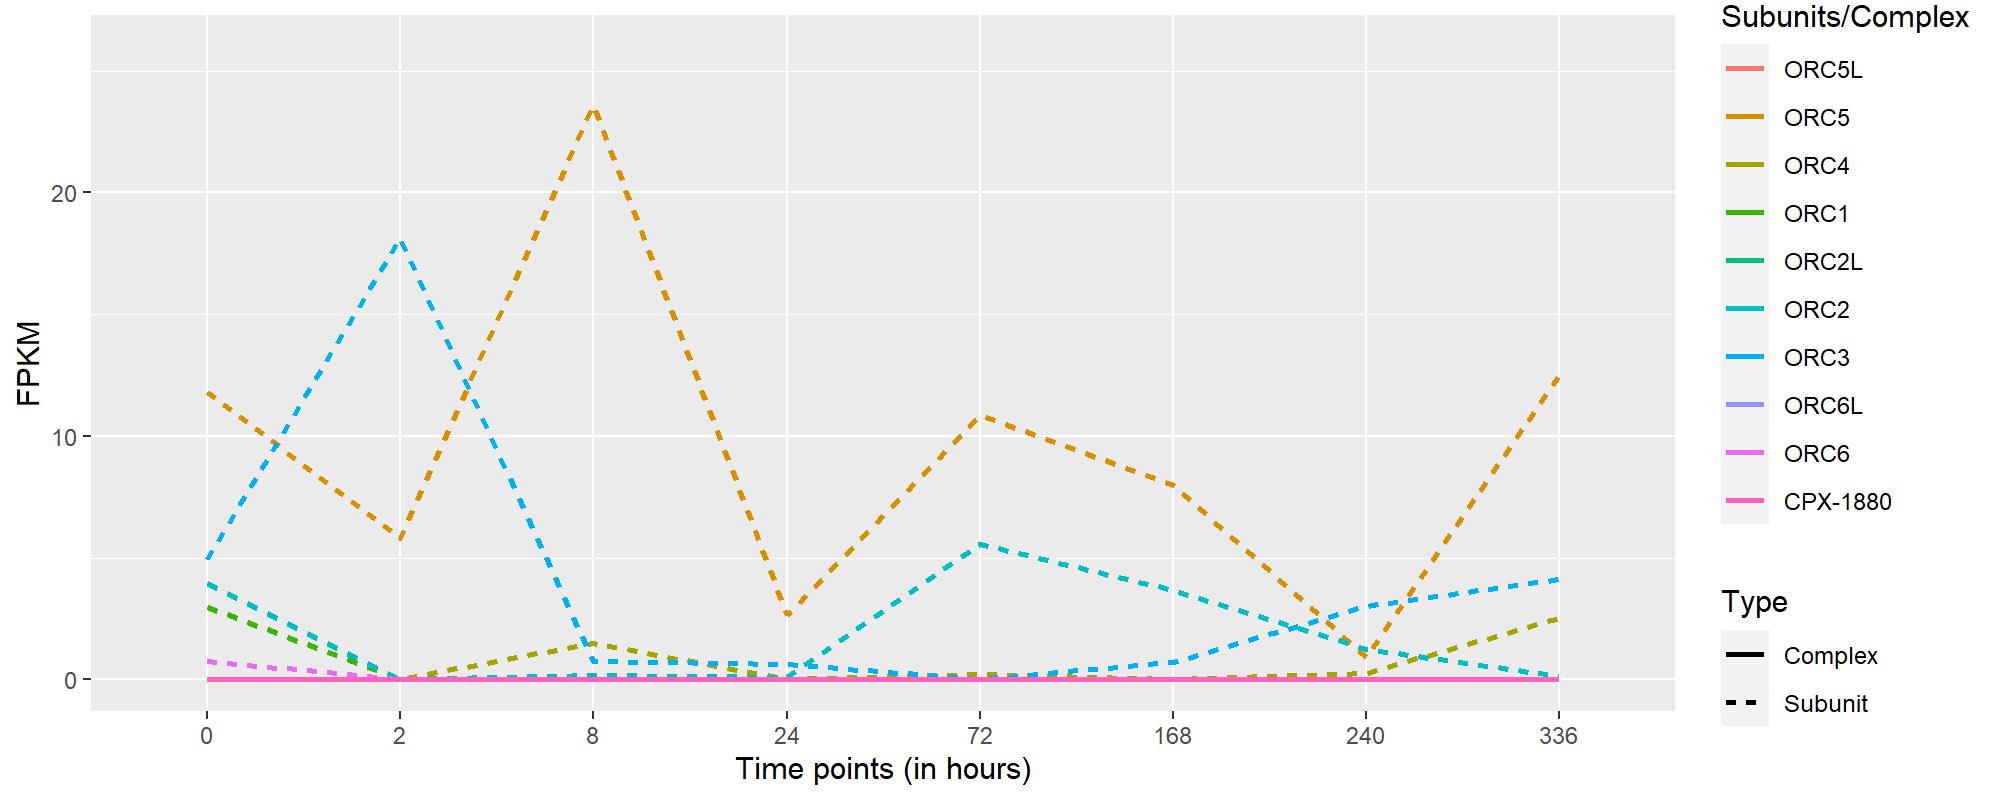 FPKM
20
10
0
0 2 8 24 72 168 240 336
Time points (in hours)
Subunits/Complex
ORC5L
ORC5
ORC4
ORC1
ORC2L
ORC2
ORC3
ORC6L
ORC6
CPX-1880
Type
Complex
Subunit